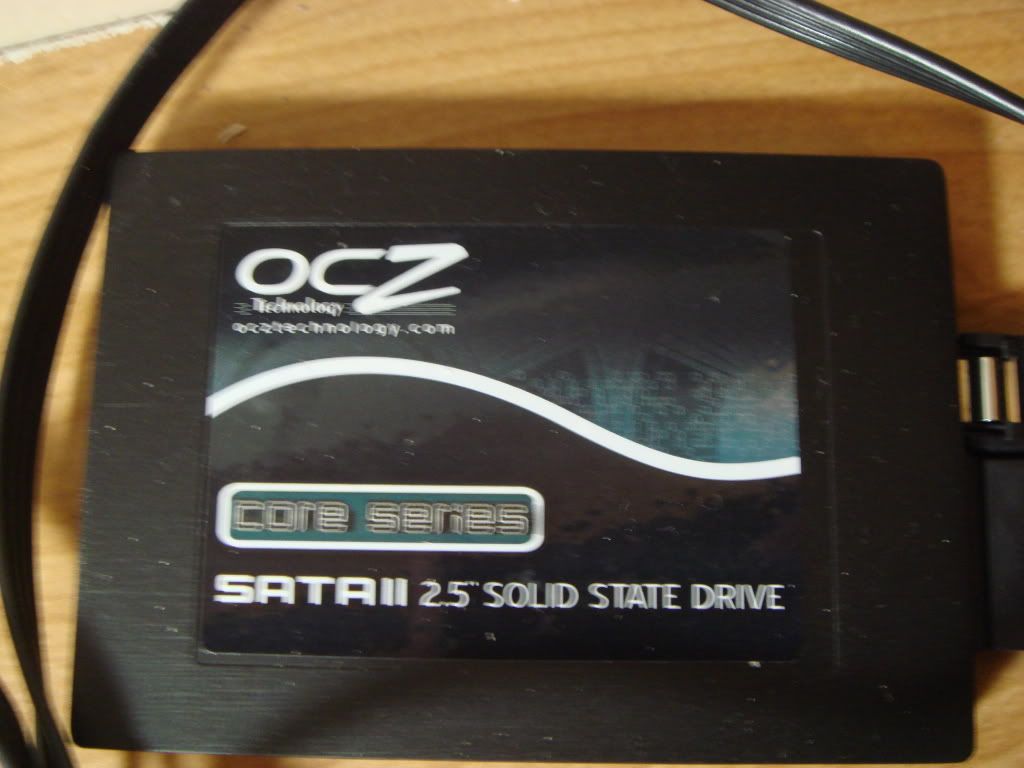 OCZ
Technology
ocztechnology.com
core series
SATA II 2.5" SOLID STATE DRIVE